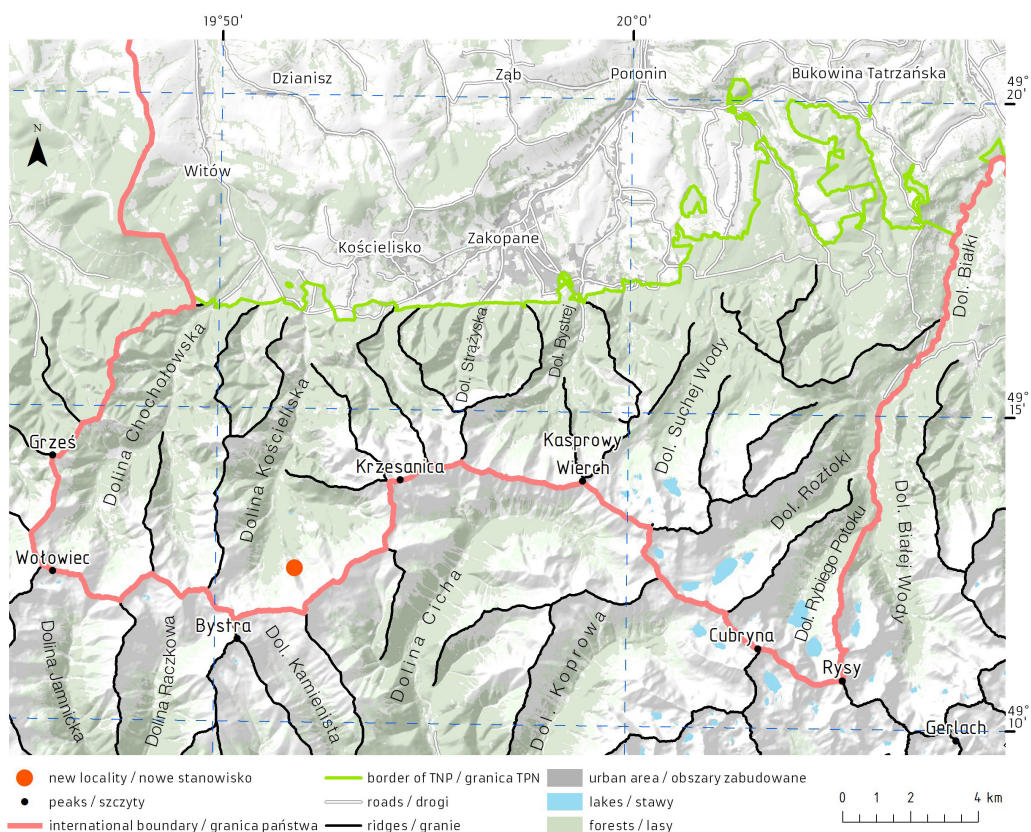 19°50' 20°0'
Dzianisz
Ząb
Poronin
Bukowina Tatrzańska
49°
20'
N
Witów
Kościelisko
Zakopane
Dol. Białki
Dolina Chochołowska
Dol. Strążyska
Dol. Bystrej
Dol. Suchej Wody
Dolina Kościeliska
49°
15'
Grześ
Krzesanica
Kasprowy
Wierch
Dol. Roztoki
Dol. Rybiego Potoku
Dol. Białej Wody
Wołowiec
Bystra
Dolina Cicha
Dolina Jamnicka
Dolina Raczkowa
Dol. Kamienista
Dol. Koprowa
Cubryna
Rysy
Gerlach
49°
10'
new locality / nowe stanowisko
peaks / szczyty
international boundary / granica państwa
border of TNP / granica TPN
roads / drogi
ridges / granie
urban area / obszary zabudowane
lakes / stawy
forests / lasy
0 1 2 4 km